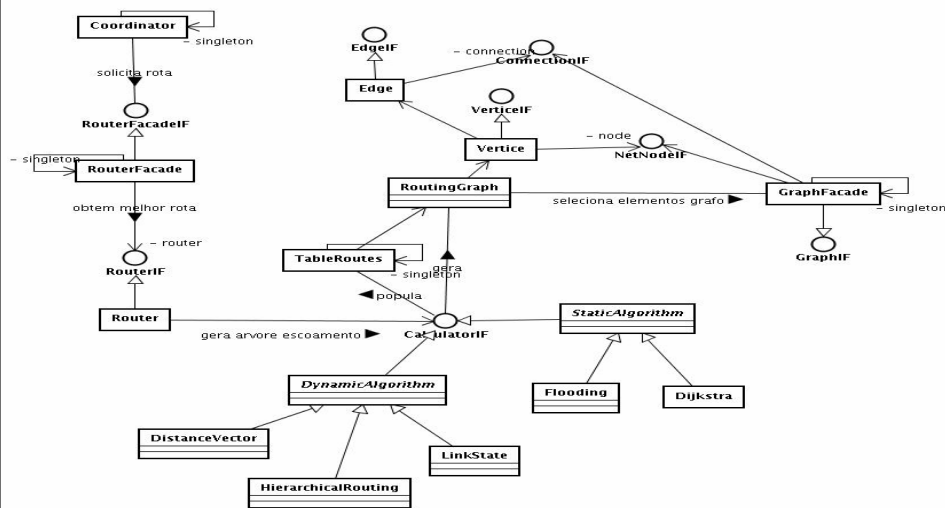 Coordinator
- singleton
solicita rota
RouterFacadeIF
- singleton
RouterFacade
obtem melhor rota
- router
RouterIF
Router
gera arvore escoamento
EdgeIF
- connection
ConnectionIF
Edge
VerticeIF
Vertice
- node
NetNodeIF
RoutingGraph
seleciona elementos grafo
GraphFacade
- singleton
GraphIF
TableRoutes
- singleton
gera
popula
CalculatorIF
StaticAlgorithm
DynamicAlgorithm
Flooding
Dijkstra
DistanceVector
LinkState
HierarchicalRouting